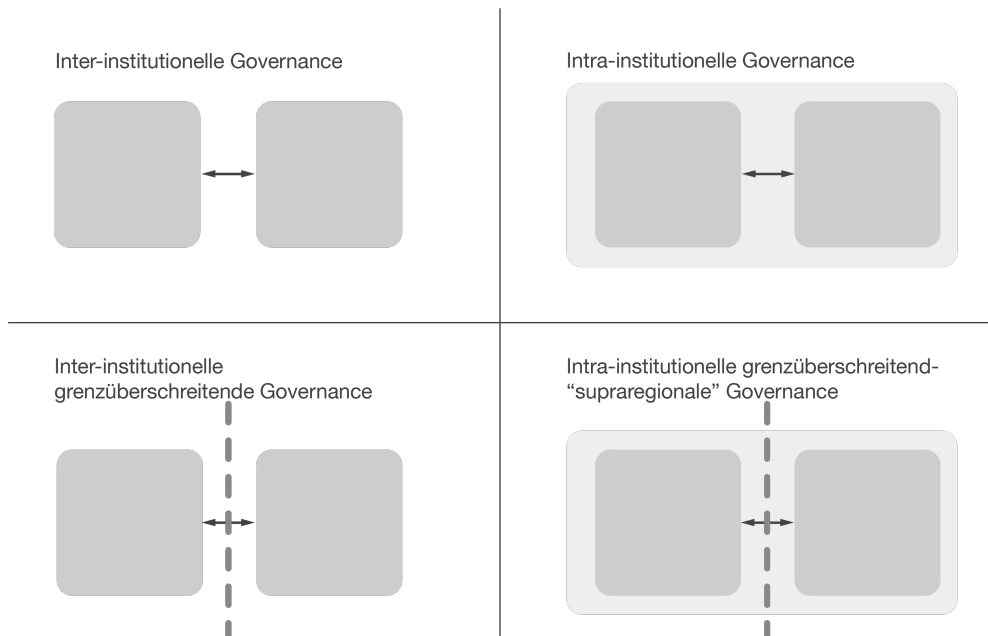 Inter-institutionelle Governance
Intra-institutionelle Governance
Inter-institutionelle
grenzüberschreitende Governance
Intra-institutionelle grenzüberschreitend-
“supraregionale” Governance